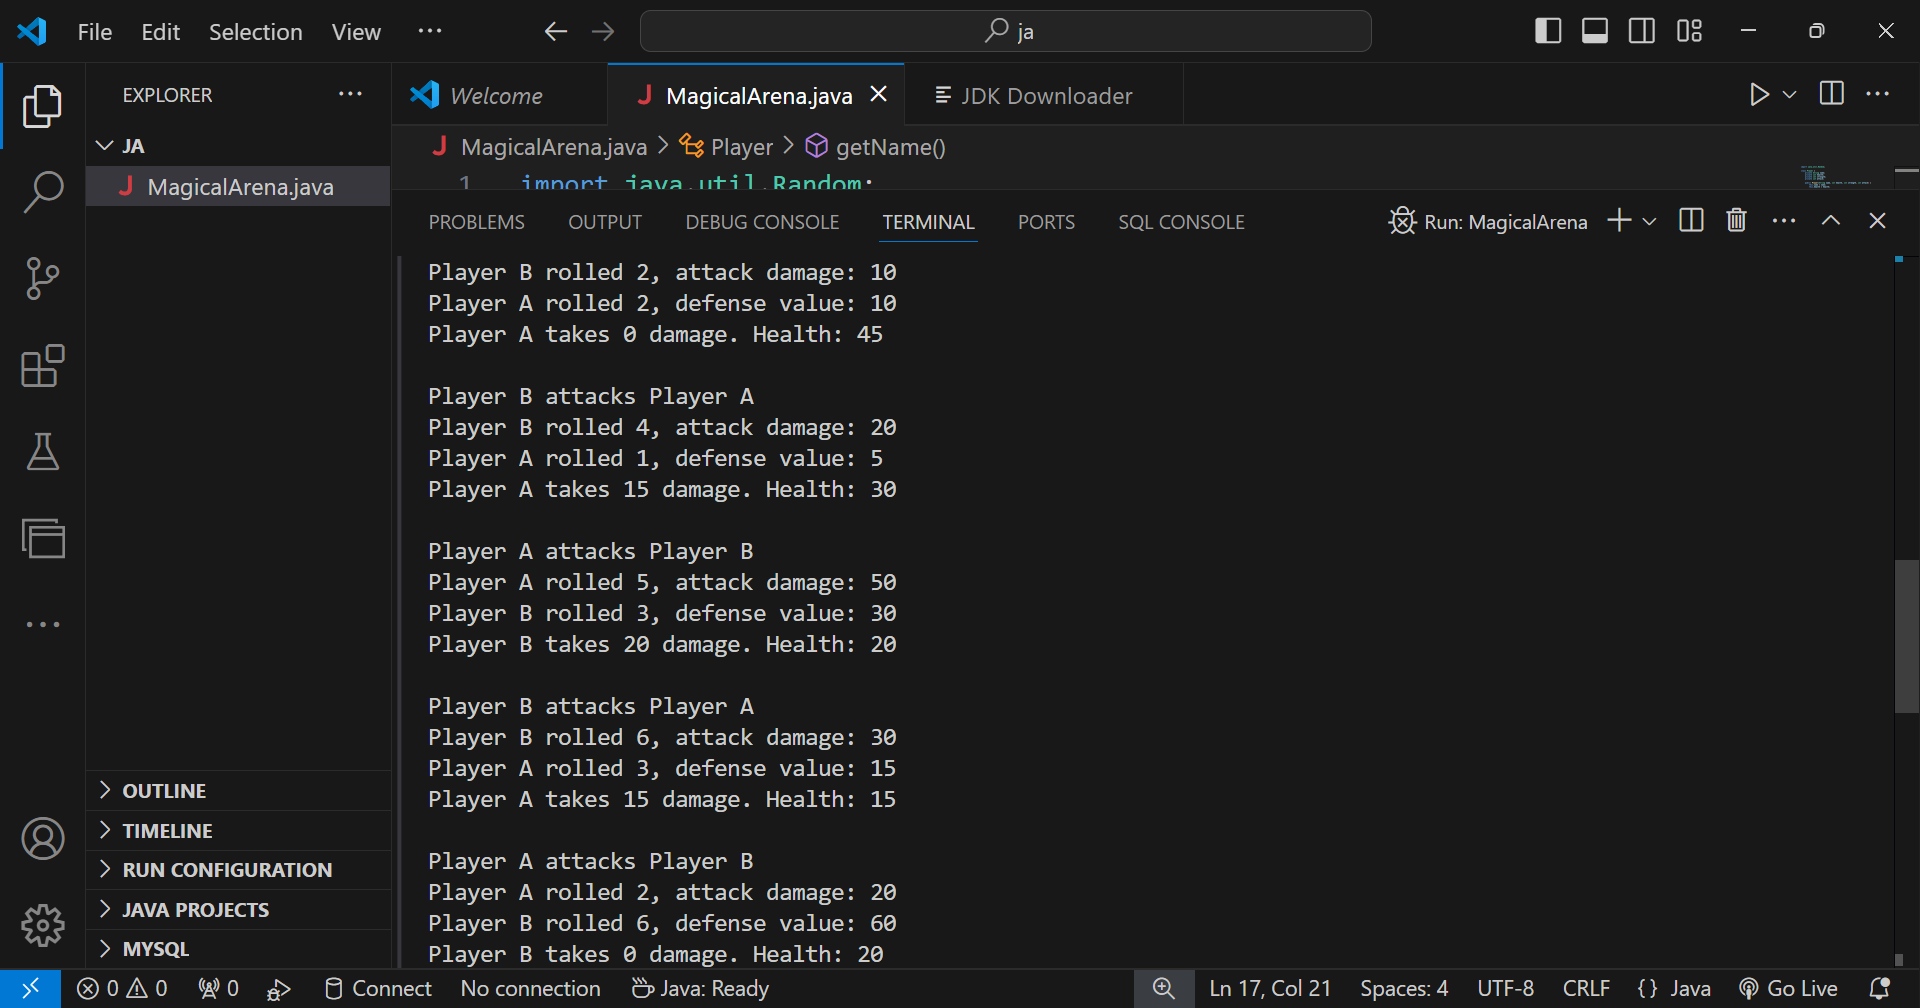 File Edit Selection View ja
EXPLORER
Welcome MagicalArena.java JDK Downloader
JA
MagicalArena.java > Player > getName()
MagicalArena.java
1 import java.util.Random;
PROBLEMS OUTPUT DEBUG CONSOLE TERMINAL PORTS SQL CONSOLE Run: MagicalArena
Player B rolled 2, attack damage: 10
Player A rolled 2, defense value: 10
Player A takes 0 damage. Health: 45
Player B attacks Player A
Player B rolled 4, attack damage: 20
Player A rolled 1, defense value: 5
Player A takes 15 damage. Health: 30
Player A attacks Player B
Player A rolled 5, attack damage: 50
Player B rolled 3, defense value: 30
Player B takes 20 damage. Health: 20
Player B attacks Player A
Player B rolled 6, attack damage: 30
Player A rolled 3, defense value: 15
Player A takes 15 damage. Health: 15
Player A attacks Player B
Player A rolled 2, attack damage: 20
Player B rolled 6, defense value: 60
Player B takes 0 damage. Health: 20
OUTLINE
TIMELINE
RUN CONFIGURATION
JAVA PROJECTS
MYSQL
0 0 0 Connect No connection Java: Ready Ln 17, Col 21 Spaces: 4 UTF-8 CRLF {} Java Go Live